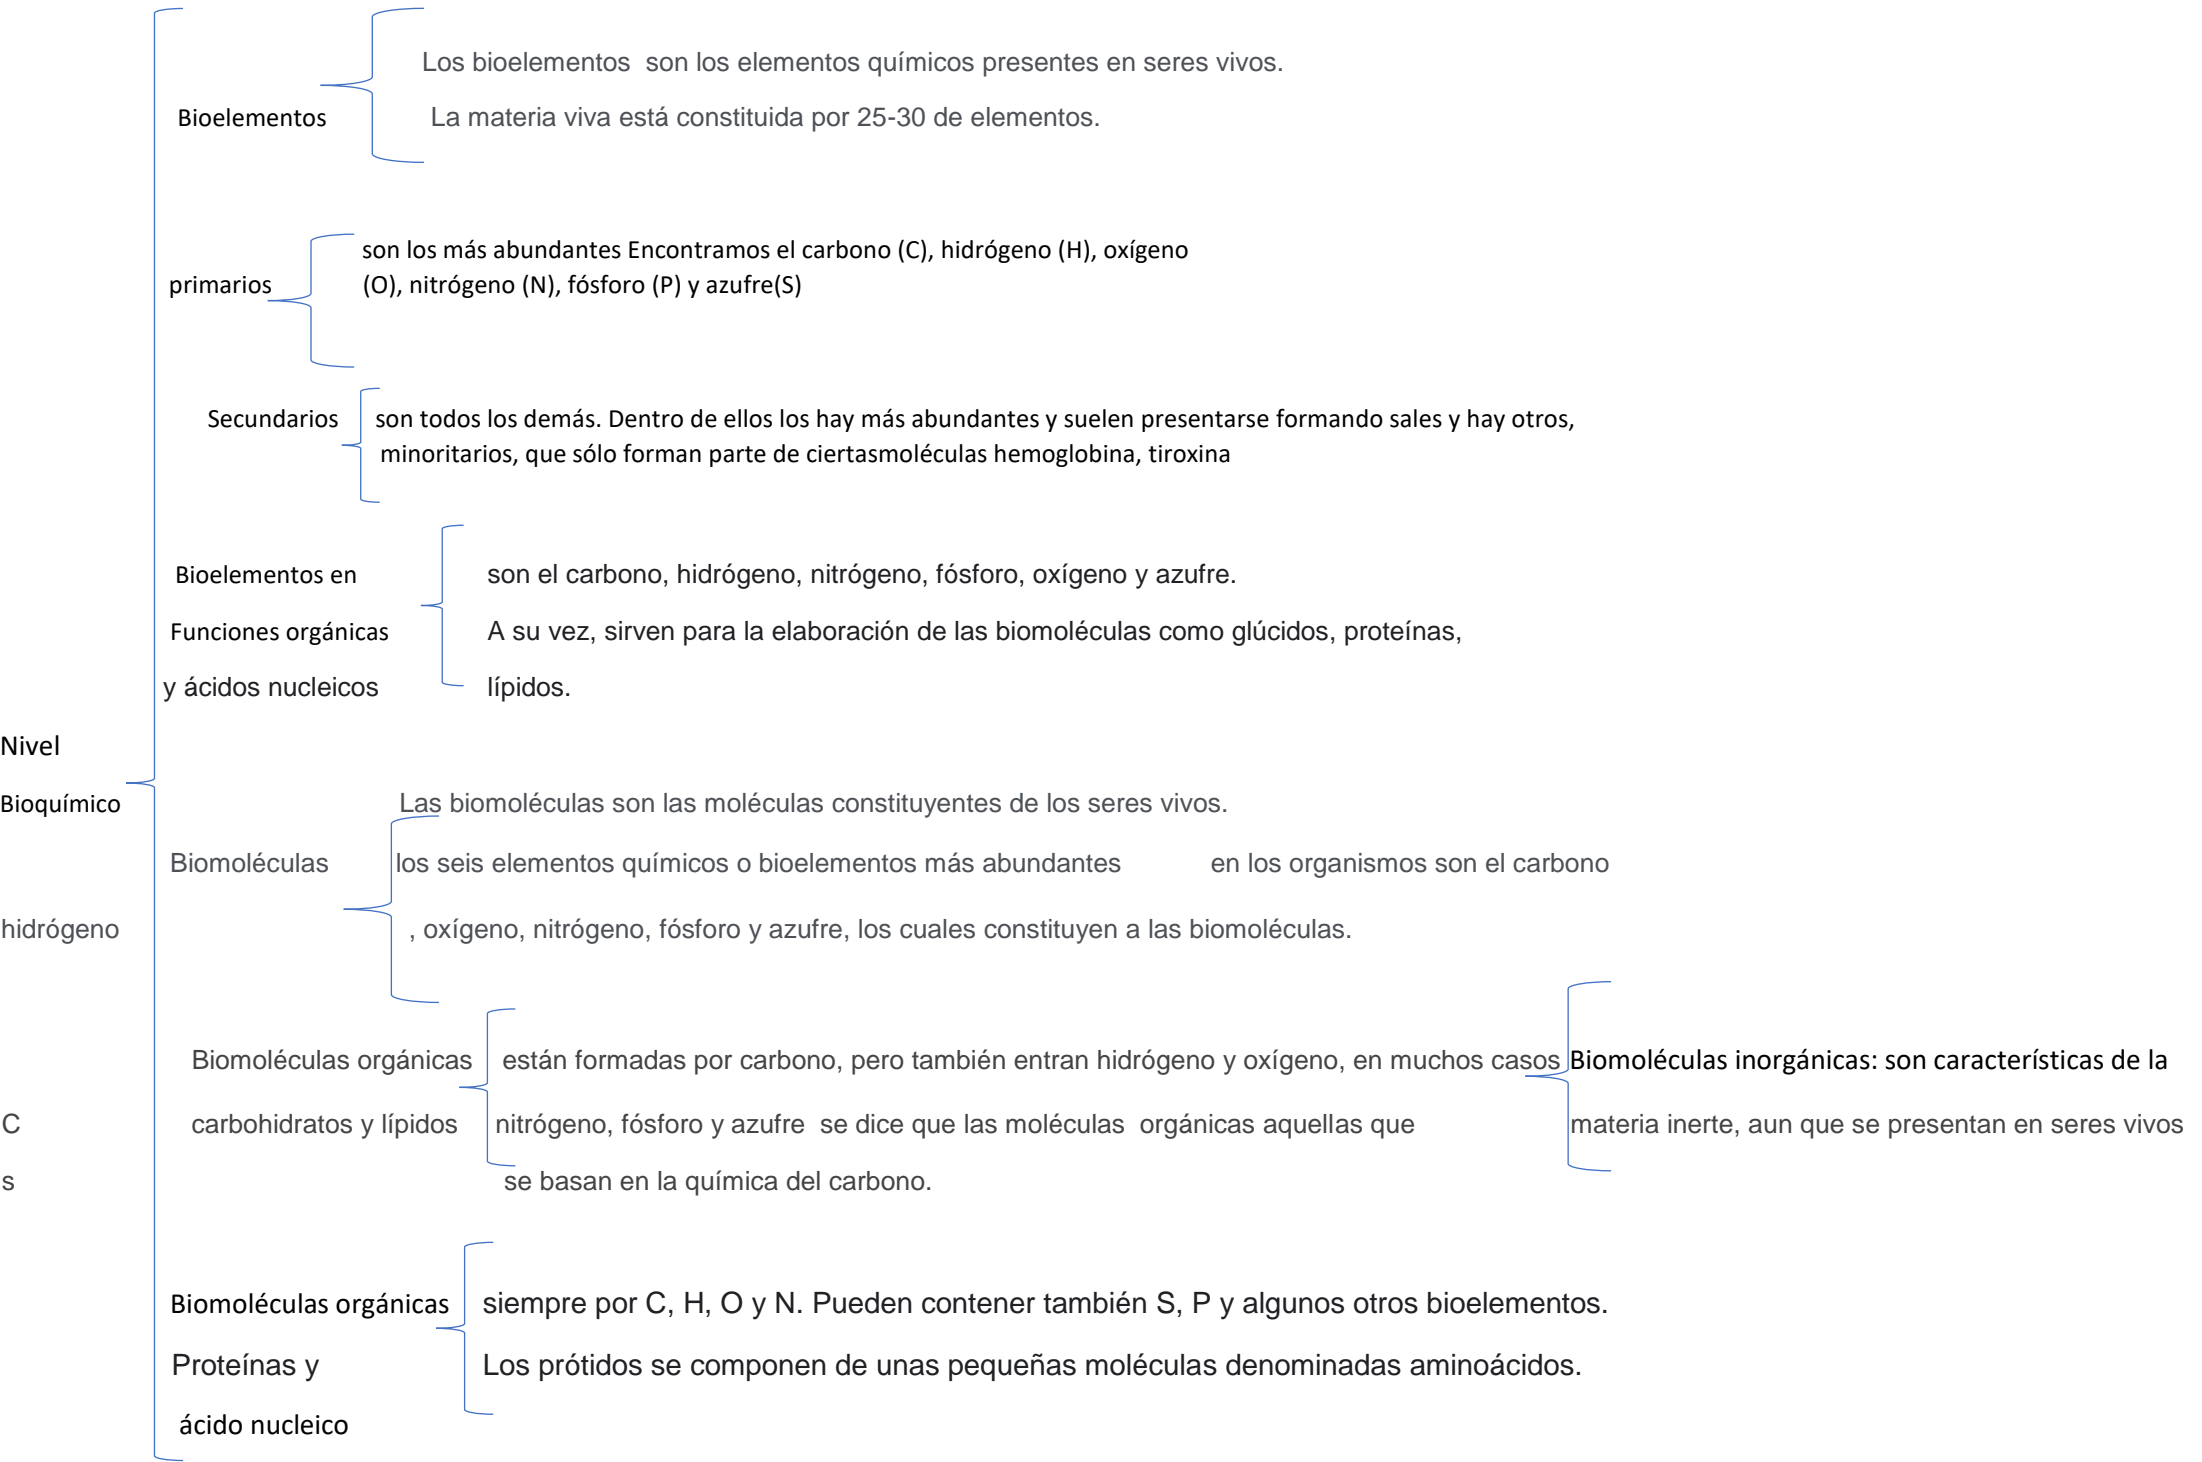 Los bioelementos  son los elementos químicos presentes en seres vivos.
Bioelementos
La materia viva está constituida por 25-30 de elementos.
son los más abundantes Encontramos el carbono (C), hidrógeno (H), oxígeno
primarios
(O), nitrógeno (N), fósforo (P) y azufre(S)
Secundarios
son todos los demás. Dentro de ellos los hay más abundantes y suelen presentarse formando sales y hay otros,
minoritarios, que sólo forman parte de ciertasmoléculas hemoglobina, tiroxina
Bioelementos en
son el carbono, hidrógeno, nitrógeno, fósforo, oxígeno y azufre.
Funciones orgánicas
A su vez, sirven para la elaboración de las biomoléculas como glúcidos, proteínas,
y ácidos nucleicos
lípidos.
Nivel
Bioquímico
Las biomoléculas son las moléculas constituyentes de los seres vivos.
Biomoléculas
los seis elementos químicos o bioelementos más abundantes en los organismos son el carbono
hidrógeno
, oxígeno, nitrógeno, fósforo y azufre, los cuales constituyen a las biomoléculas.
Biomoléculas orgánicas
están formadas por carbono, pero también entran hidrógeno y oxígeno, en muchos casos
Biomoléculas inorgánicas: son características de la
C
carbohidratos y lípidos
nitrógeno, fósforo y azufre  se dice que las moléculas  orgánicas aquellas que
materia inerte, aun que se presentan en seres vivos
s
se basan en la química del carbono.
Biomoléculas orgánicas
siempre por C, H, O y N. Pueden contener también S, P y algunos otros bioelementos.
Proteínas y
Los prótidos se componen de unas pequeñas moléculas denominadas aminoácidos.
ácido nucleico